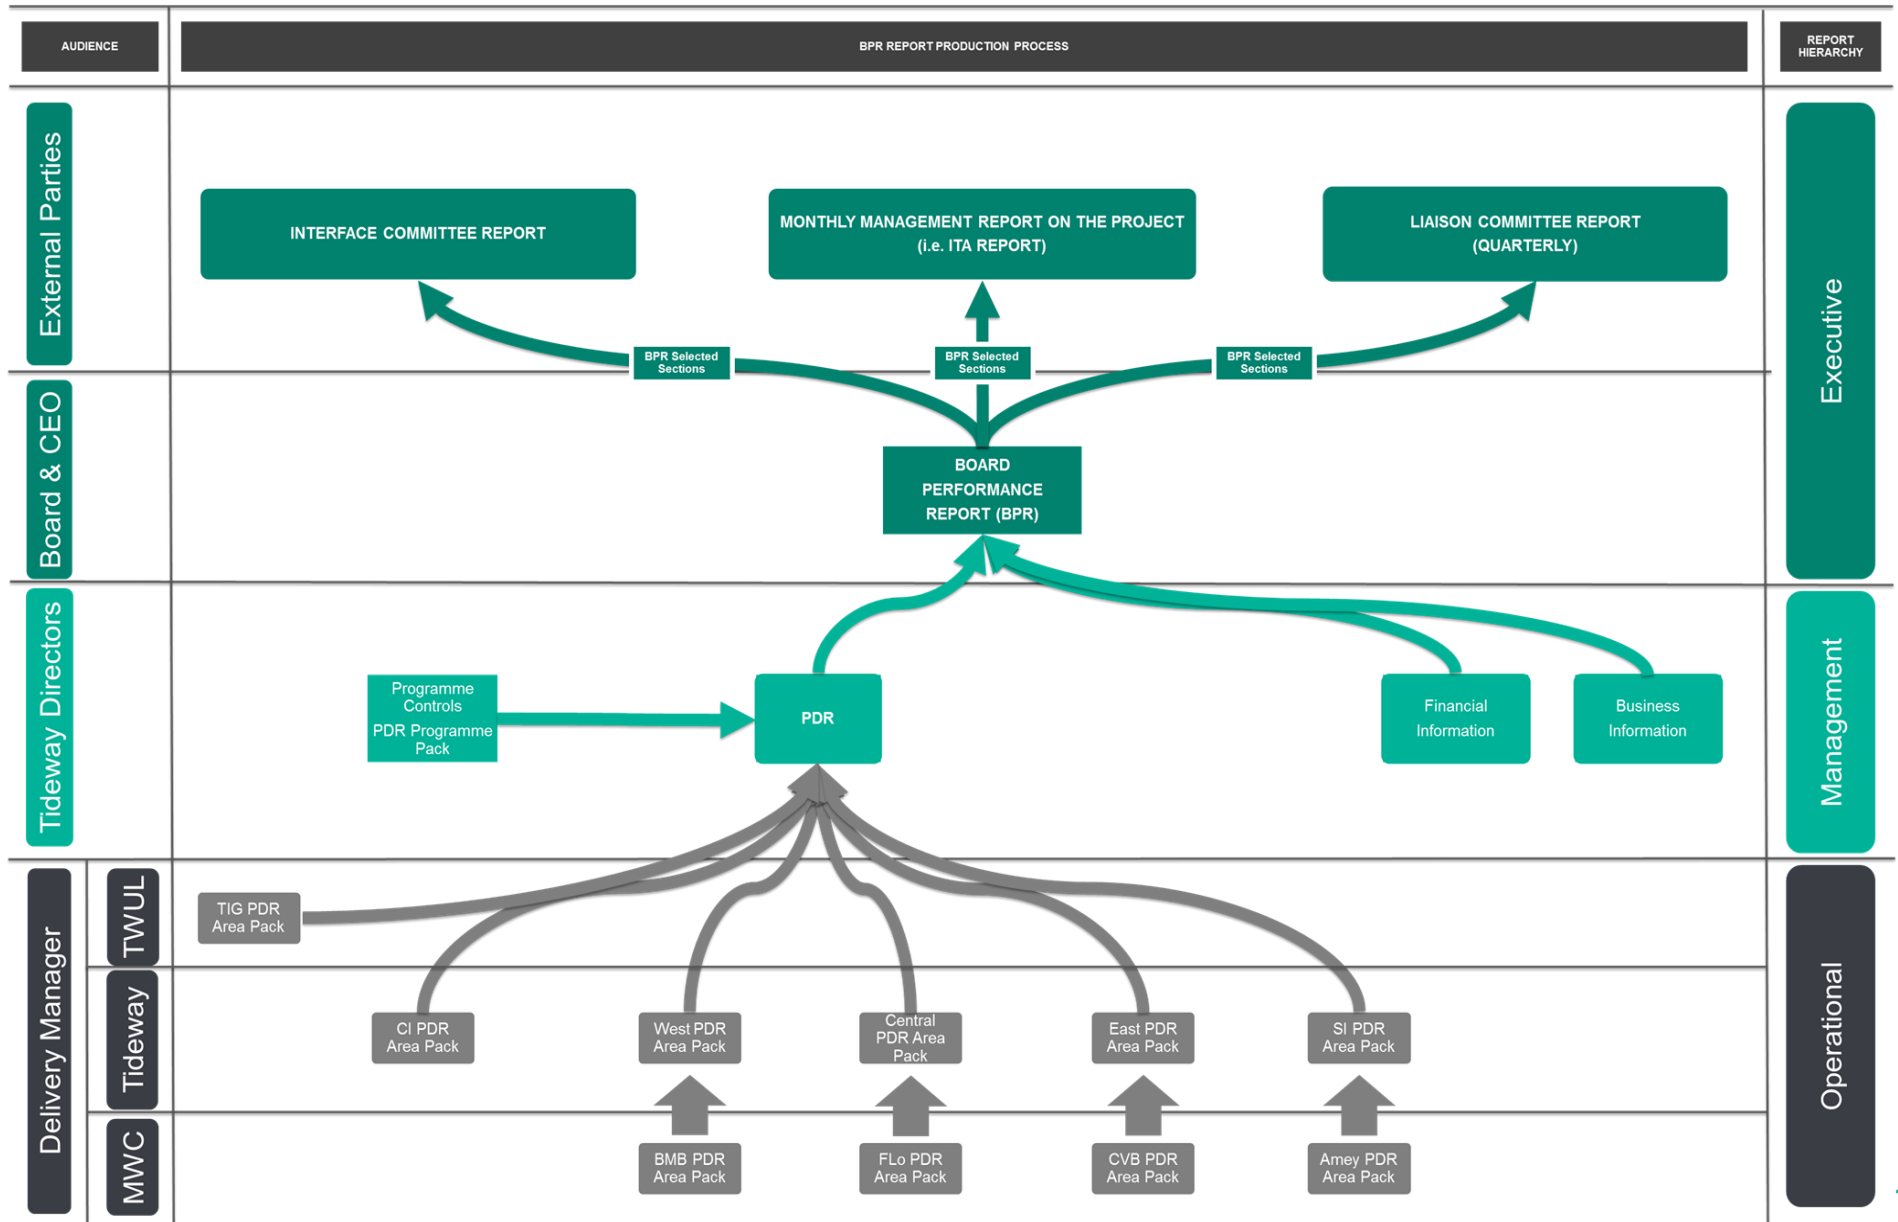 AUDIENCE
BPR REPORT PRODUCTION PROCESS
REPORT
HIERARCHY
External Parties
INTERFACE COMMITTEE REPORT
MONTHLY MANAGEMENT REPORT ON THE PROJECT
(i.e. ITA REPORT)
LIAISON COMMITTEE REPORT
(QUARTERLY)
Executive
BPR Selected
Sections
BPR Selected
Sections
BPR Selected
Sections
Board & CEO
BOARD
PERFORMANCE
REPORT (BPR)
Tideway Directors
Programme
Controls
PDR Programme
Pack
PDR
Financial
Information
Business
Information
Management
Delivery Manager
TWUL
TIG PDR
Area Pack
Operational
Tideway
CI PDR
Area Pack
West PDR
Area Pack
Central
PDR Area
Pack
East PDR
Area Pack
SI PDR
Area Pack
MWC
BMB PDR
Area Pack
FLo PDR
Area Pack
CVB PDR
Area Pack
Amey PDR
Area Pack